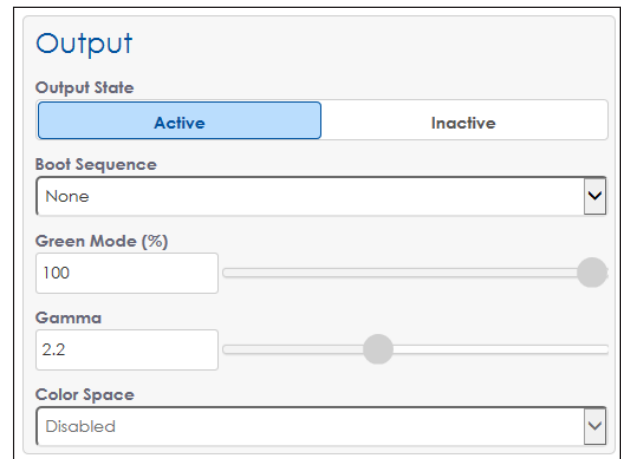 Output
Output State
Active Inactive
Boot Sequence
None
Green Mode (%)
100
Gamma
2.2
Color Space
Disabled